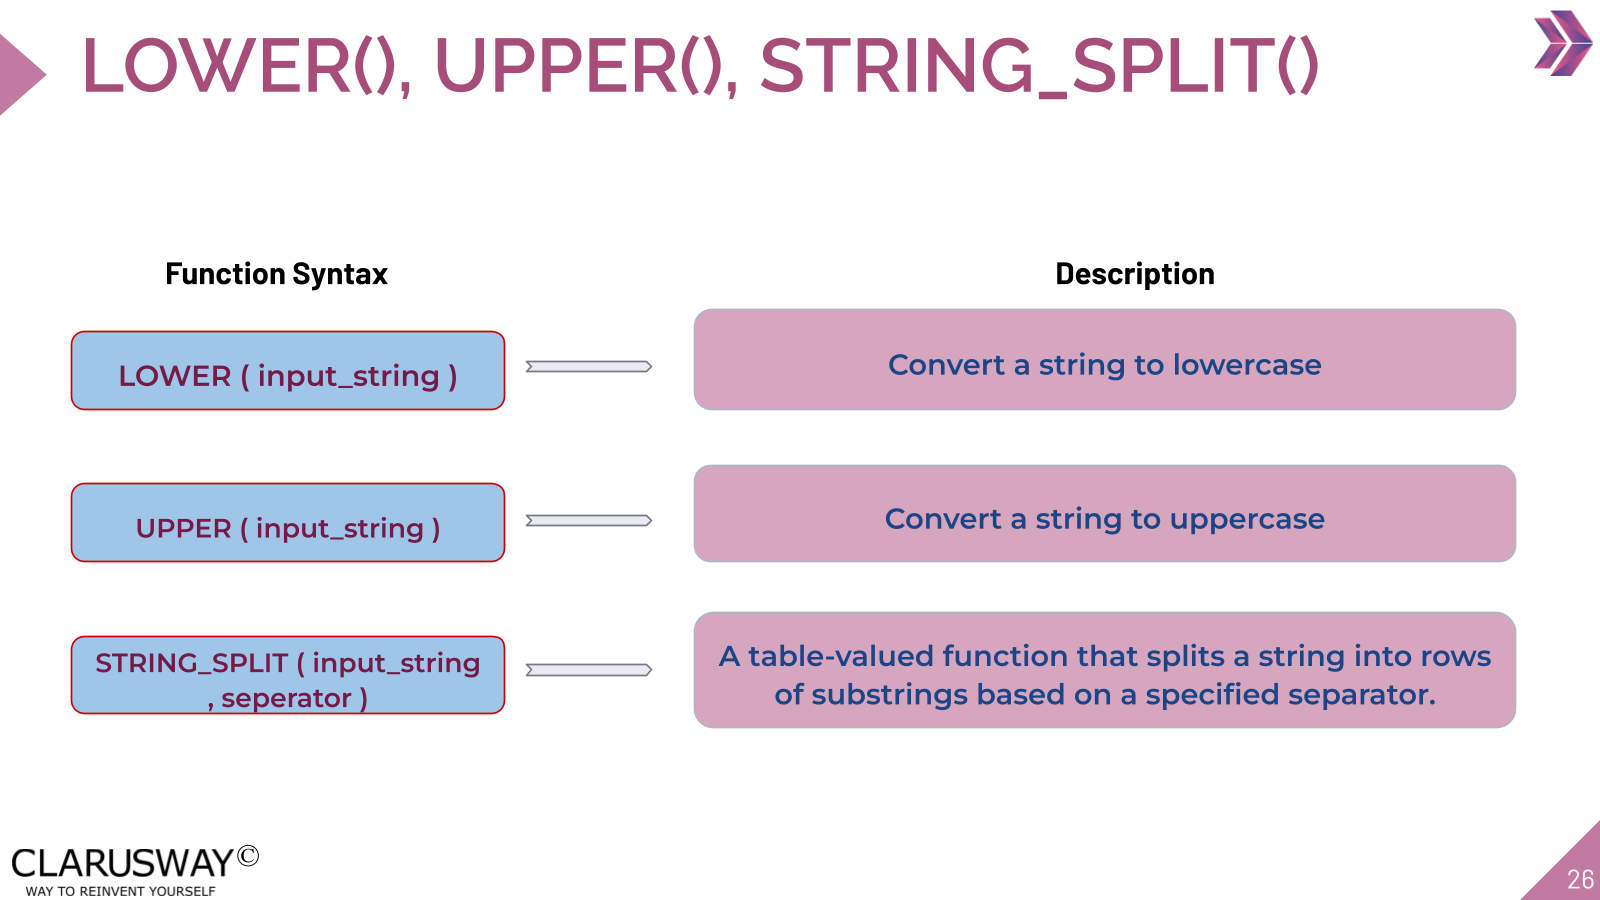 LOWER(), UPPER(), STRING_SPLIT()
Function Syntax
Description
LOWER ( input_string )
Convert a string to lowercase
UPPER ( input_string )
Convert a string to uppercase
STRING_SPLIT ( input_string
, seperator )
A table-valued function that splits a string into rows
of substrings based on a specified separator.
CLARUSWAY©
WAY TO REINVENT YOURSELF
26